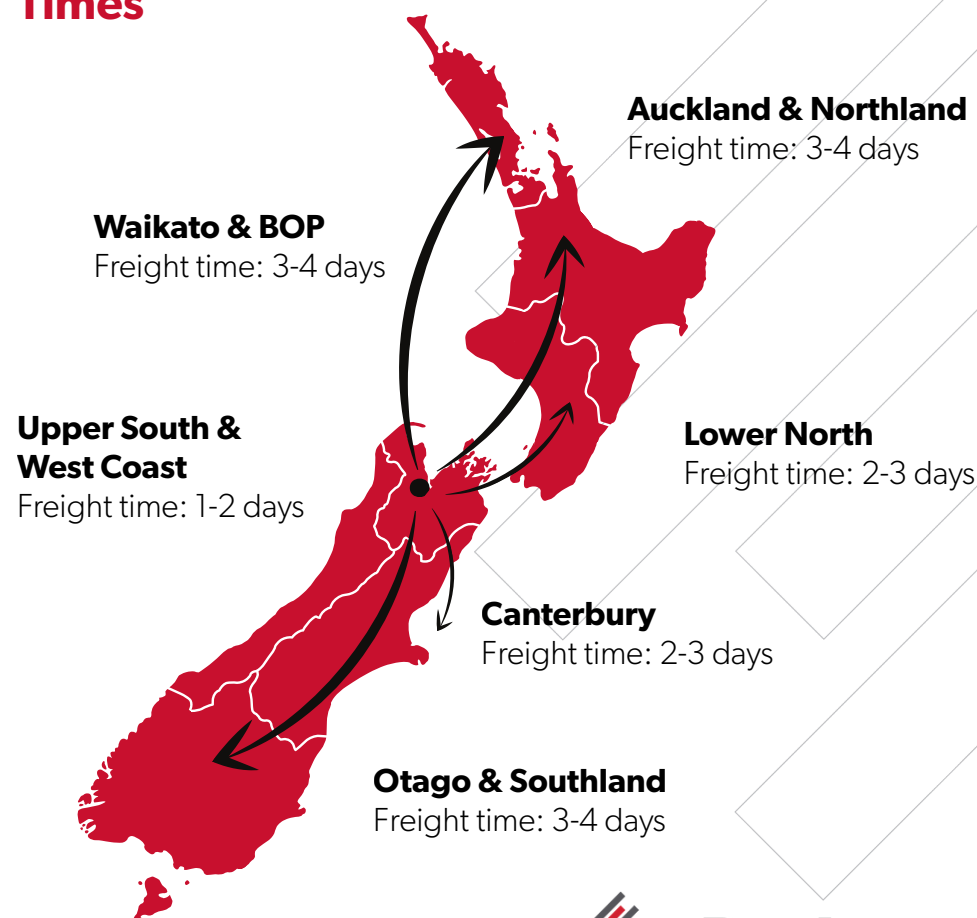 Times
Auckland & Northland
Freight time: 3-4 days
Waikato & BOP
Freight time: 3-4 days
Upper South &
West Coast
Freight time: 1-2 days
Lower North
Freight time: 2-3 days
Canterbury
Freight time: 2-3 days
Otago & Southland
Freight time: 3-4 days